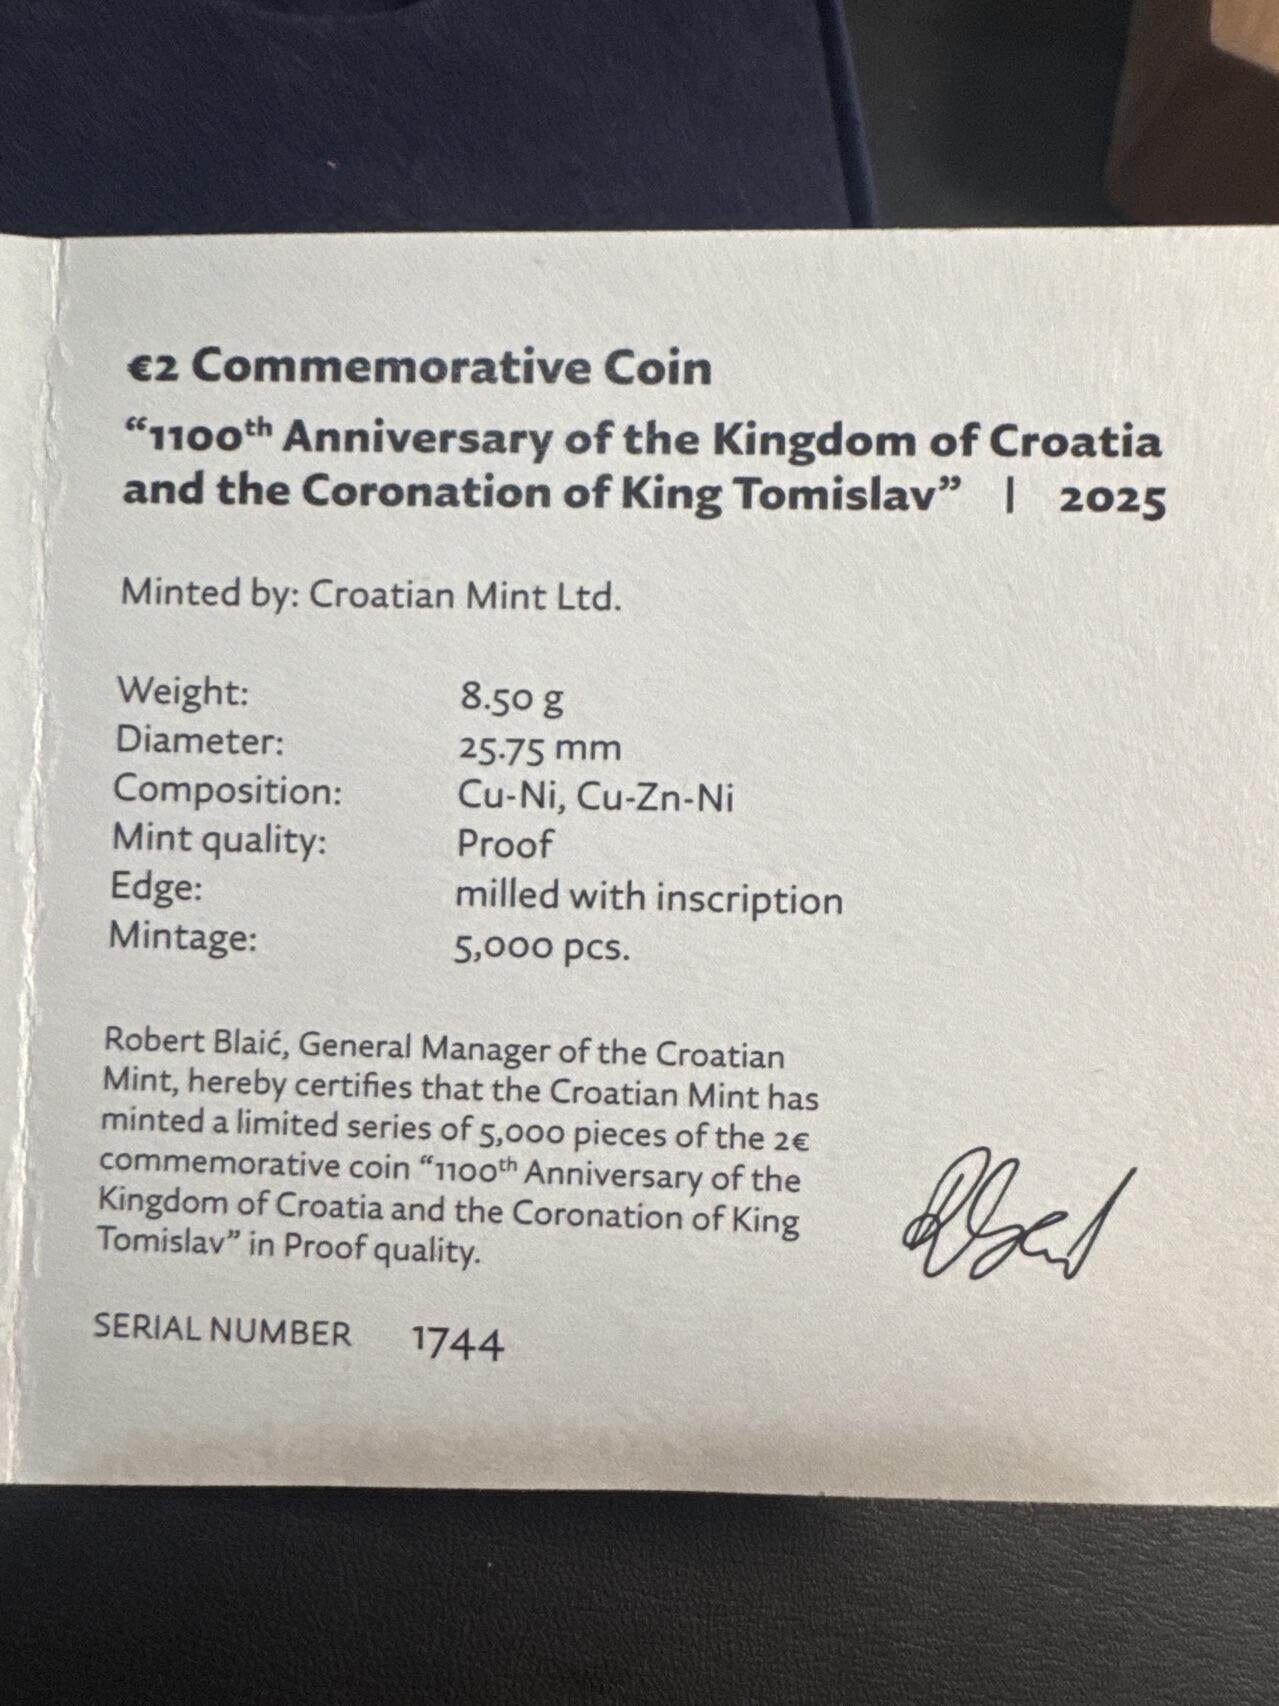 €2 Commemorative Coin
“1100th Anniversary of the Kingdom of Croatia
and the Coronation of King Tomislav” | 2025
Minted by: Croatian Mint Ltd.
Weight: 8.50 g
Diameter: 25.75 mm
Composition: Cu-Ni, Cu-Zn-Ni
Mint quality: Proof
Edge: milled with inscription
Mintage: 5,000 pcs.
Robert Blaić, General Manager of the Croatian
Mint, hereby certifies that the Croatian Mint has
minted a limited series of 5,000 pieces of the 2€
commemorative coin “1100th Anniversary of the
Kingdom of Croatia and the Coronation of King
Tomislav” in Proof quality.
SERIAL NUMBER 1744